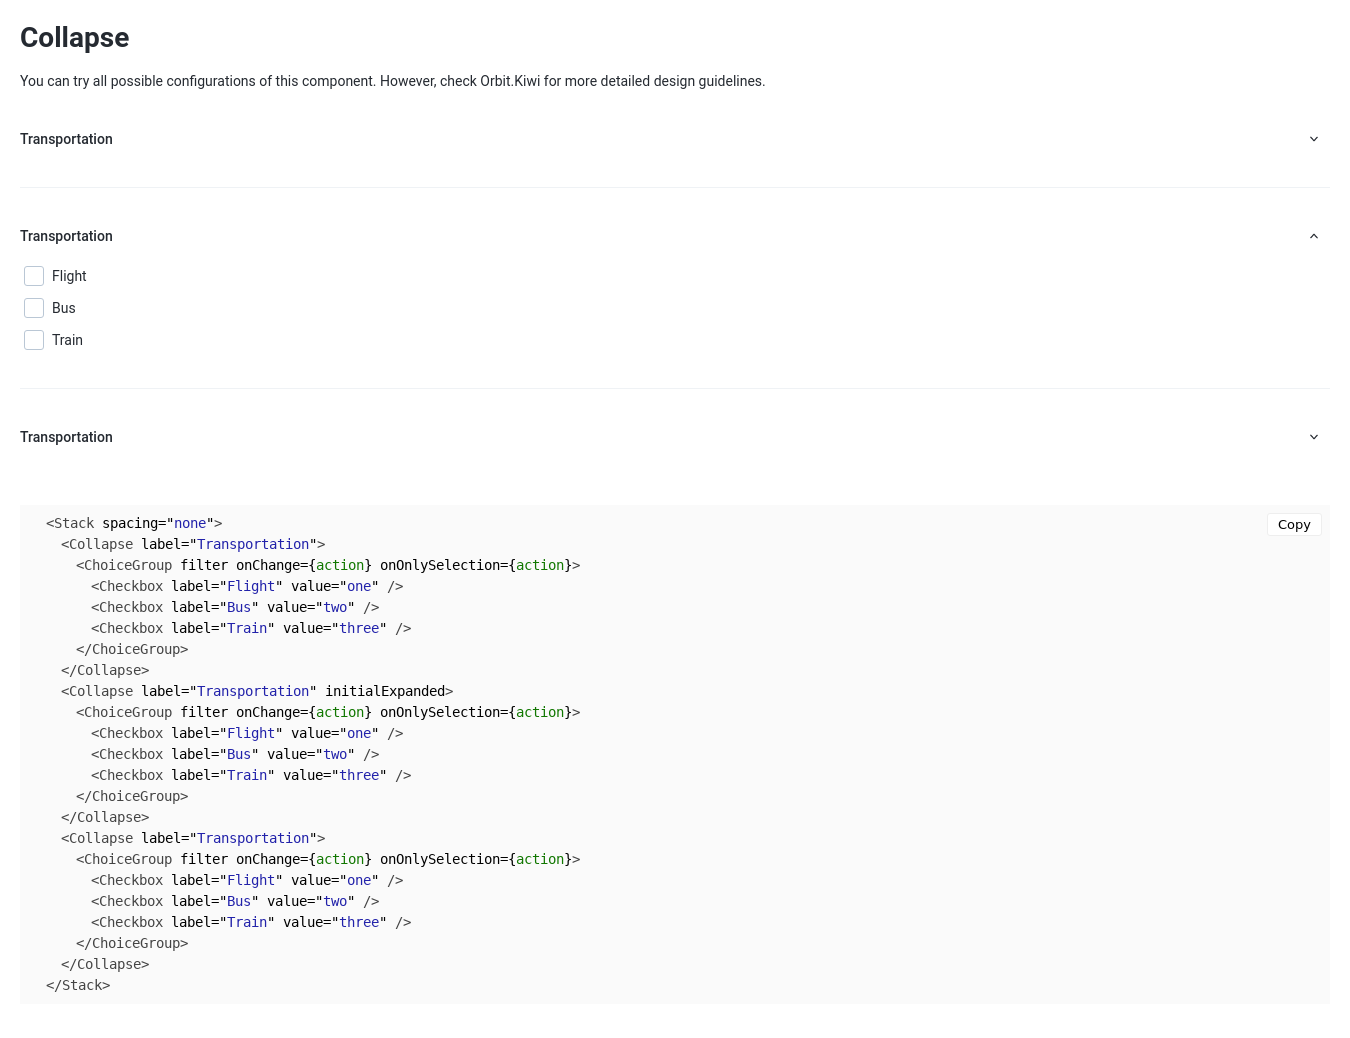 Collapse
You can try all possible configurations of this component. However, check Orbit.Kiwi for more detailed design guidelines.
Transportation
Transportation
Flight
Bus
Train
Transportation
Copy
<Stack spacing="none">
<Collapse label="Transportation">
<ChoiceGroup filter onChange={action} onOnlySelection={action}>
<Checkbox label="Flight" value="one" />
<Checkbox label="Bus" value="two" />
<Checkbox label="Train" value="three" />
</ChoiceGroup>
</Collapse>
<Collapse label="Transportation" initialExpanded>
<ChoiceGroup filter onChange={action} onOnlySelection={action}>
<Checkbox label="Flight" value="one" />
<Checkbox label="Bus" value="two" />
<Checkbox label="Train" value="three" />
</ChoiceGroup>
</Collapse>
<Collapse label="Transportation">
<ChoiceGroup filter onChange={action} onOnlySelection={action}>
<Checkbox label="Flight" value="one" />
<Checkbox label="Bus" value="two" />
<Checkbox label="Train" value="three" />
</ChoiceGroup>
</Collapse>
</Stack>